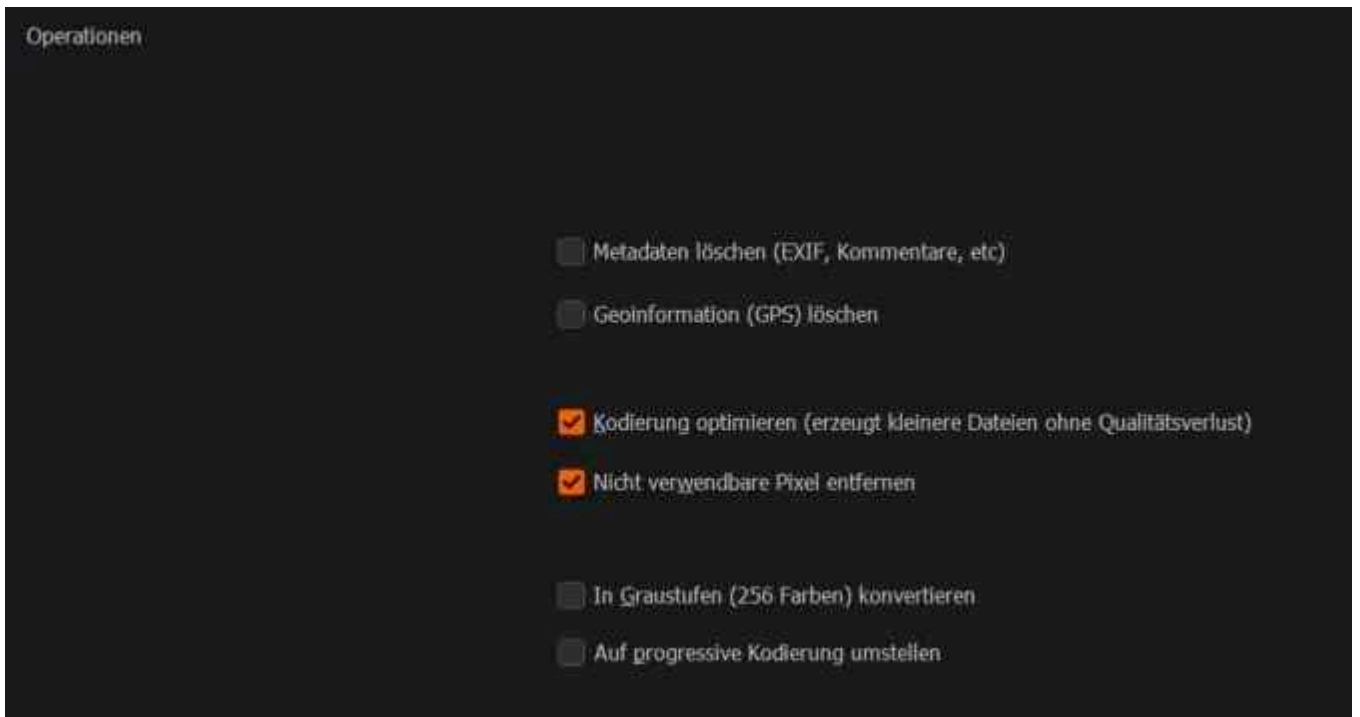 Operationen
Metadaten löschen (EXIF, Kommentare, etc)
Geoinformation (GPS) löschen
Kodierung optimieren (erzeugt kleinere Dateien ohne Qualitätsverlust)
Nicht verwendbare Pixel entfernen
In Graustufen (256 Farben) konvertieren
Auf progressive Kodierung umstellen